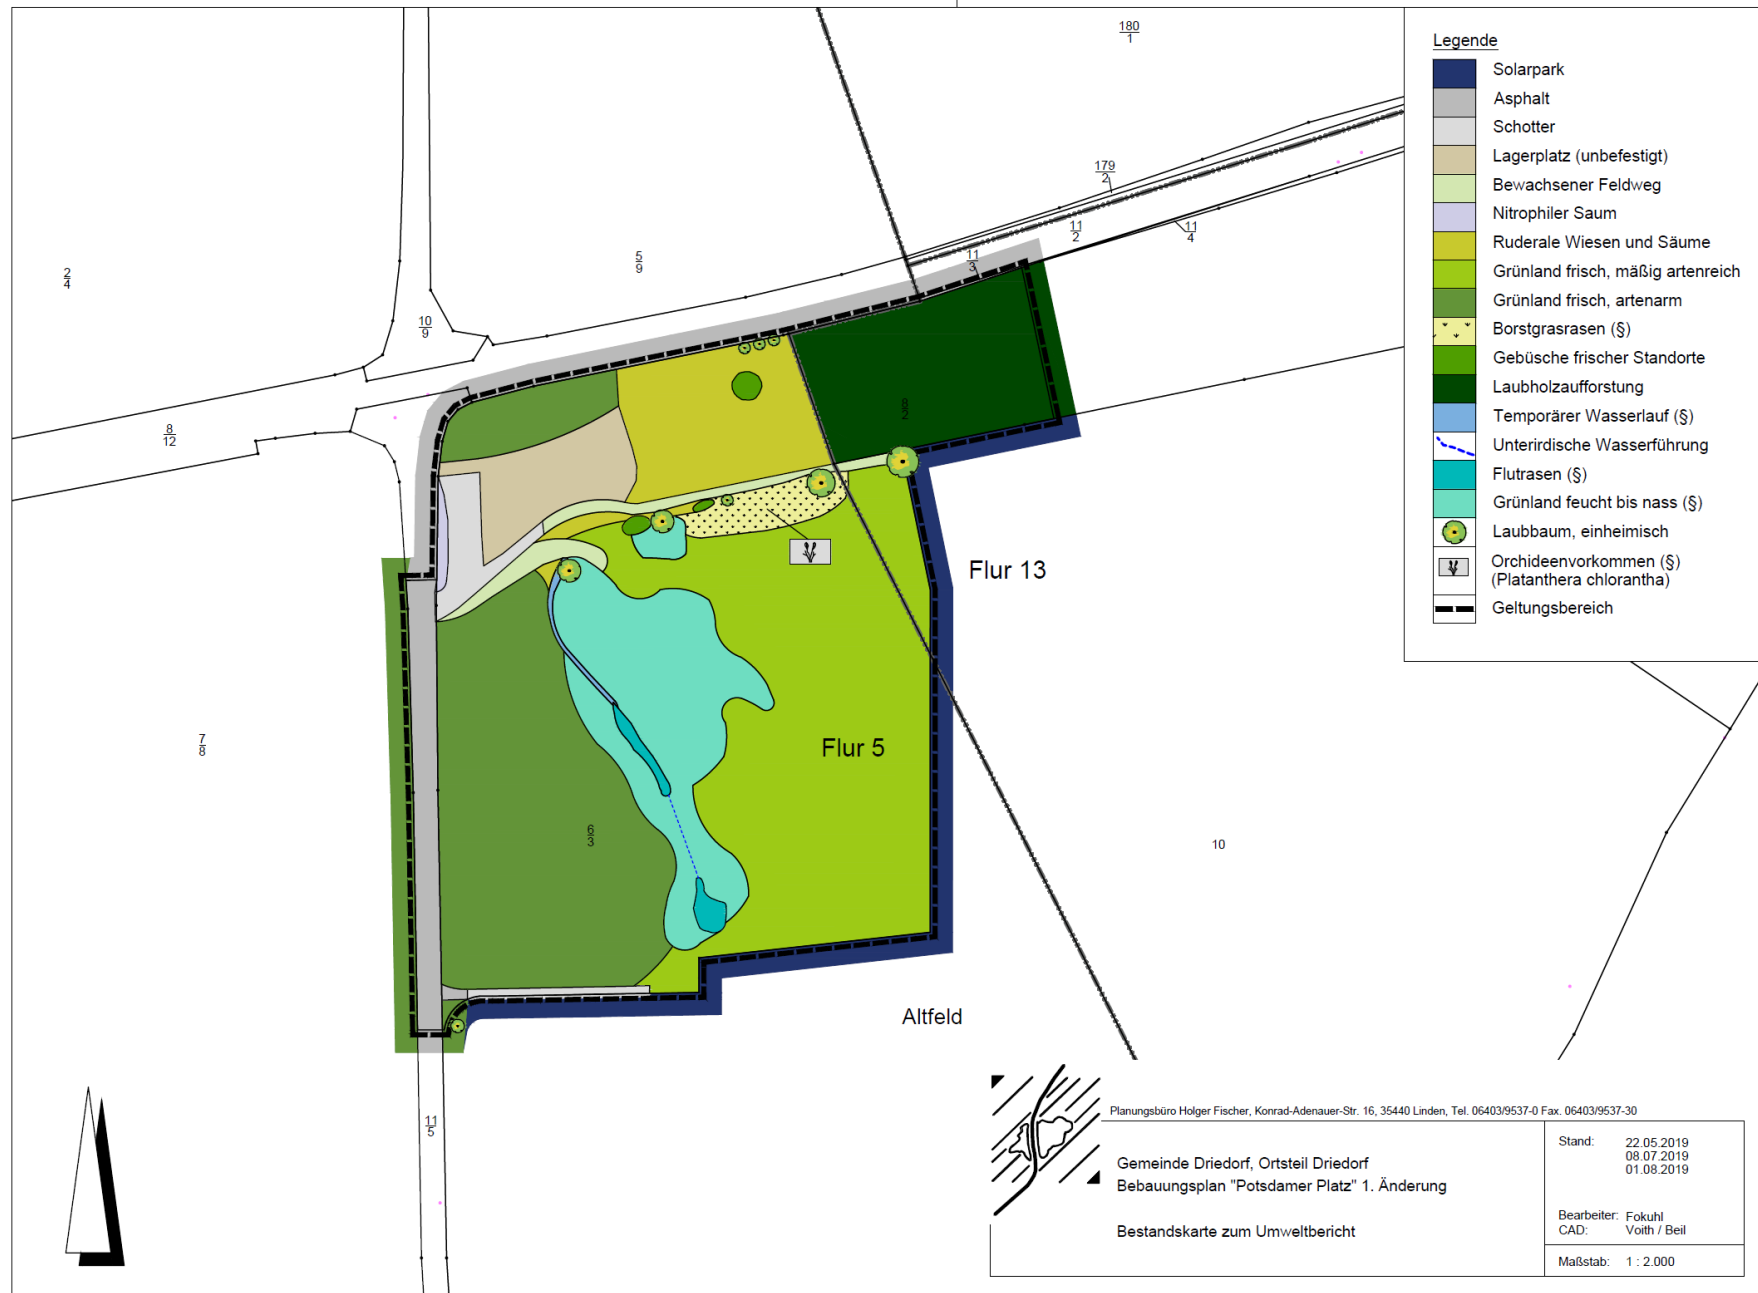 180
1
179
2
11
2
11
4
11
3
5
9
2
4
10
9
8
12
7
8
6
3
10
11
5
Flur 13
Flur 5
Altfeld
Legende
Solarpark
Asphalt
Schotter
Lagerplatz (unbefestigt)
Bewachsener Feldweg
Nitrophiler Saum
Ruderale Wiesen und Säume
Grünland frisch, mäßig artenreich
Grünland frisch, artenarm
Borstgrasrasen (§)
Gebüsche frischer Standorte
Laubholzaufforstung
Temporärer Wasserlauf (§)
Unterirdische Wasserführung
Flutrasen (§)
Grünland feucht bis nass (§)
Laubbaum, einheimisch
Orchideenvorkommen (§)
(Platanthera chlorantha)
Geltungsbereich
Planungsbüro Holger Fischer, Konrad-Adenauer-Str. 16, 35440 Linden, Tel. 06403/9537-0 Fax. 06403/9537-30
Gemeinde Driedorf, Ortsteil Driedorf
Bebauungsplan "Potsdamer Platz" 1. Änderung
Bestandskarte zum Umweltbericht
Stand: 22.05.2019
08.07.2019
01.08.2019
Bearbeiter: Fokuhl
CAD: Voith / Beil
Maßstab: 1 : 2.000